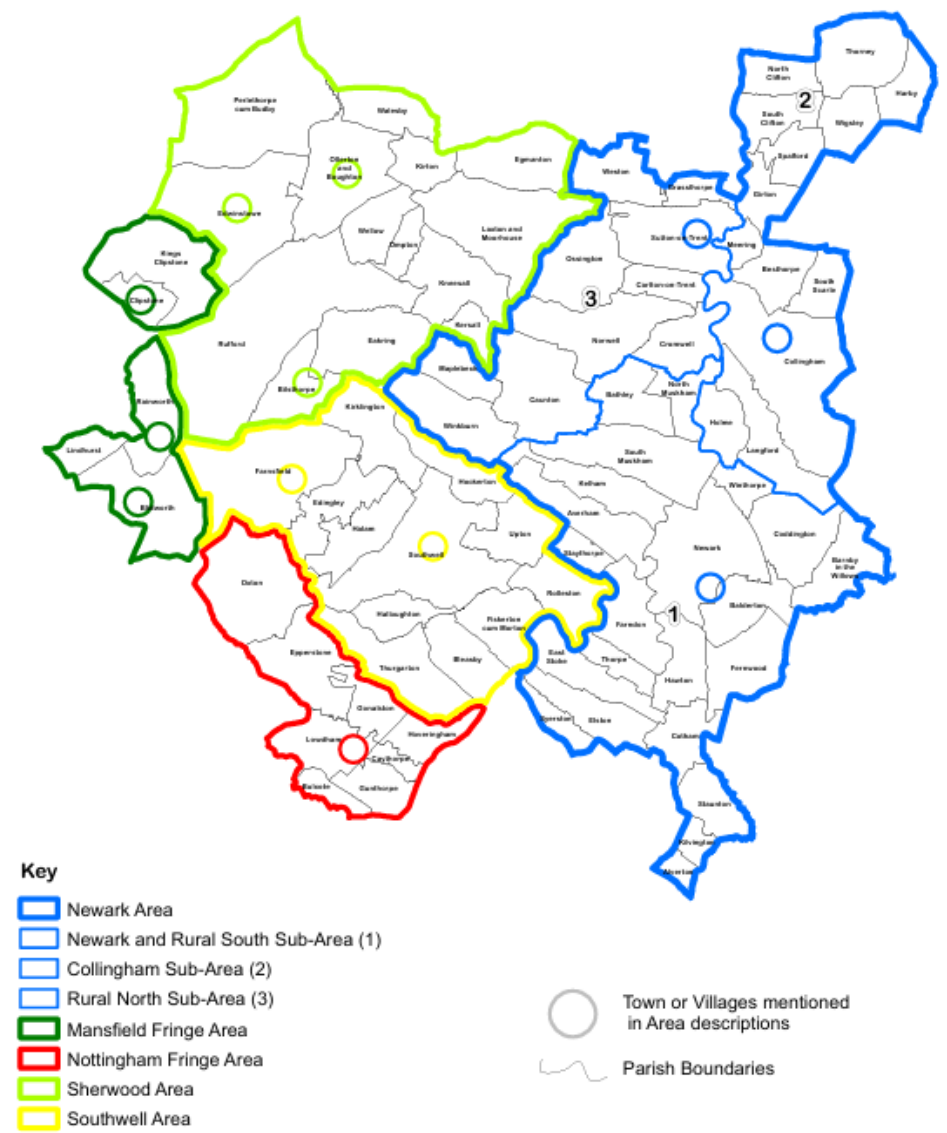 Thorney
North
Clifton
2
Harby
South
Clifton
Wigsley
Spalford
Girton
Perlethorpe
cum Budby
Walesby
Ollerton
and
Boughton
Kirton
Egmanton
Weston
Grassthorpe
Edwinstowe
Wellow
Ompton
Laxton and
Moorhouse
Sutton-on-Trent
Meering
Kings
Clipstone
Ossington
Besthorpe
South
Scarle
Clipstone
Kneesall
Carlton-on-Trent
3
Kersall
Rufford
Eakring
Norwell
Cromwell
Collingham
Maplebeck
Bilsthorpe
Caunton
Bathley
North
Muskham
Rainworth
Kirklington
Winkburn
Holme
Lindhurst
South
Muskham
Langford
Farnsfield
Hockerton
Kelham
Winthorpe
Blidworth
Edingley
Averham
Halam
Upton
Coddington
Southwell
Staythorpe
Newark
Barnby
in the
Willows
Oxton
Rolleston
Balderton
Halloughton
Fiskerton
cum Morton
Farndon
1
Epperstone
Bleasby
East
Stoke
Thorpe
Thurgarton
Hawton
Fernwood
Gonalston
Syerston
Elston
Lowdham
Hoveringham
Cotham
Caythorpe
Bulcote
Gunthorpe
Staunton
Kilvington
Alverton
Key
Newark Area
Newark and Rural South Sub-Area (1)
Collingham Sub-Area (2)
Rural North Sub-Area (3)
Mansfield Fringe Area
Nottingham Fringe Area
Sherwood Area
Southwell Area
Town or Villages mentioned
in Area descriptions
Parish Boundaries